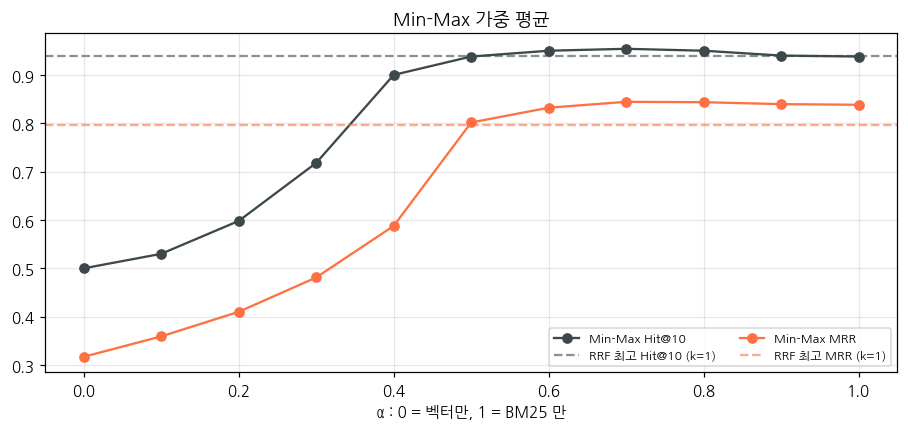 Min-Max 가중 평균
0.9
0.8
0.7
0.6
0.5
0.4
0.3
Min-Max Hit@10
RRF 최고 Hit@10 (k=1)
Min-Max MRR
RRF 최고 MRR (k=1)
0.0 0.2 0.4 0.6 0.8 1.0
α : 0 = 벡터만, 1 = BM25 만